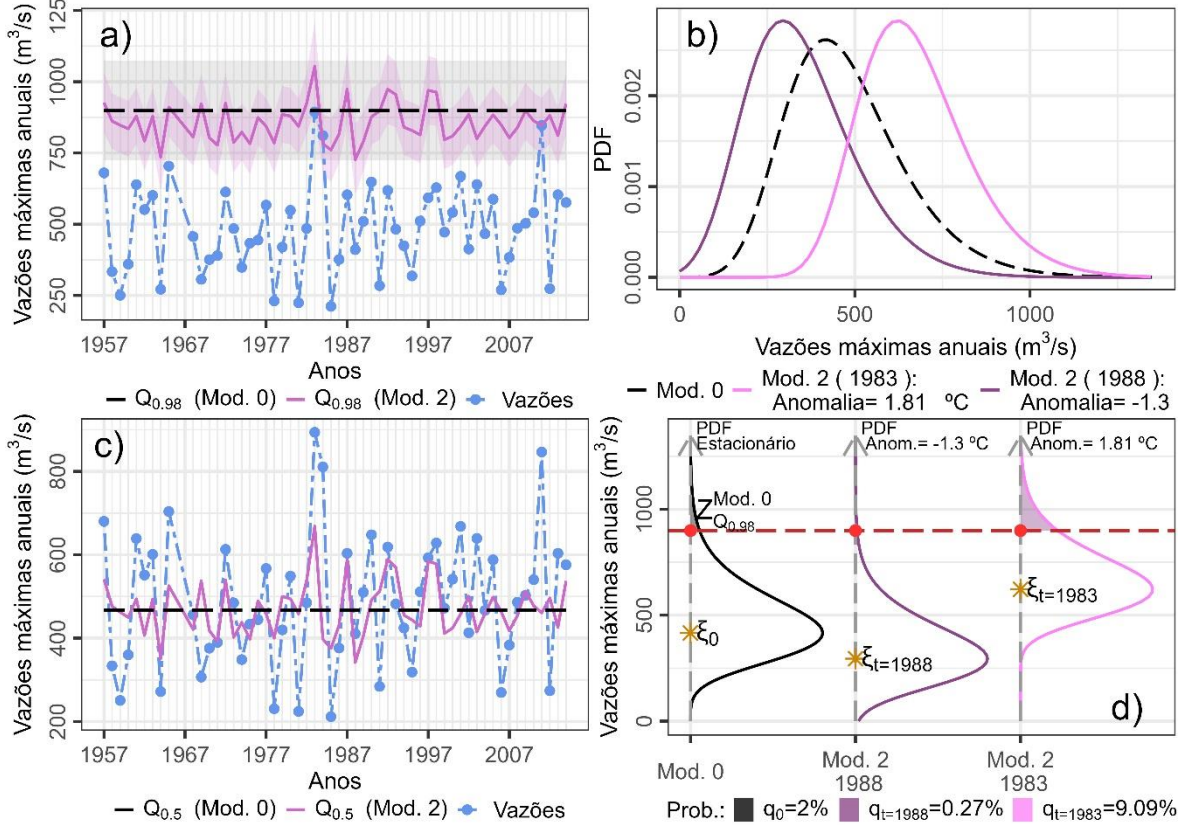 a)
Vazões máximas anuais (m³/s)
125
1000
750
500
250
1957 1967 1977 1987 1997 2007
Anos
Q0.98 (Mod. 0) Q0.98 (Mod. 2) Vazões
b)
PDF
0.002
0.001
0.000
0 500 1000
Vazões máximas anuais (m³/s)
Mod. 0 Mod. 2 ( 1983 ): Mod. 2 ( 1988 ):
Anomalia= 1.81 ºC Anomalia= -1.3
c)
Vazões máximas anuais (m³/s)
800
600
400
200
1957 1967 1977 1987 1997 2007
Anos
Q0.5 (Mod. 0) Q0.5 (Mod. 2) Vazões
PDF PDF PDF
Estacionário Anom.= -1.3 ºC Anom.= 1.81 ºC
Vazões máximas anuais (m³/s)
1000
500
0
Mod. 0
Q0.98
ξ0
ξt=1988
ξt=1983
d)
Mod. 0 Mod. 2 Mod. 2
1988 1983
Prob.: q0=2% qt=1988=0.27% qt=1983=9.09%